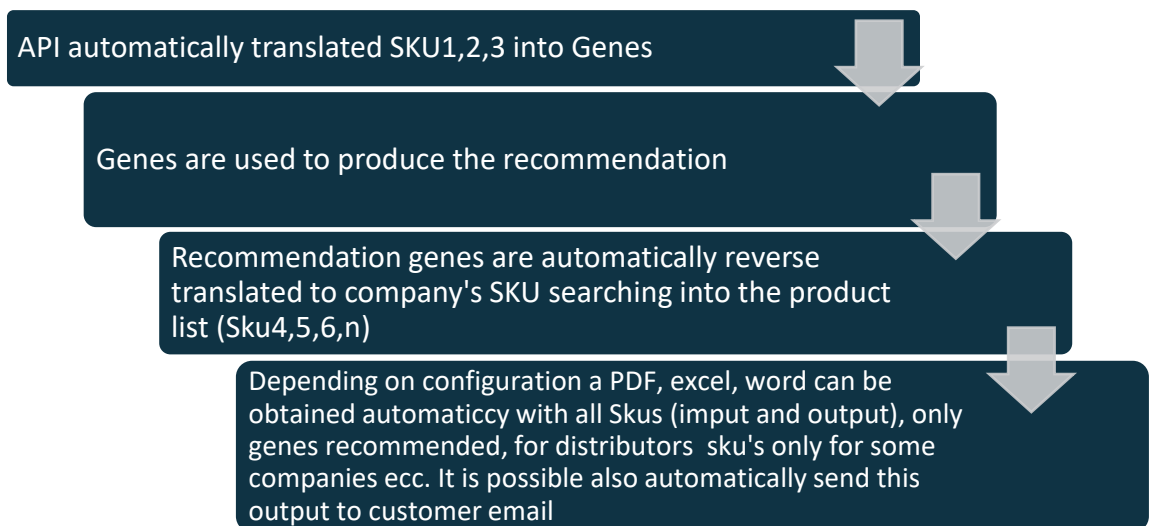 API automatically translated SKU1,2,3 into Genes
Genes are used to produce the recommendation
Recommendation genes are automatically reverse
translated to company's SKU searching into the product
list (Sku4,5,6,n)
Depending on configuration a PDF, excel, word can be
obtained automaticcy with all Skus (imput and output), only
genes recommended, for distributors  sku's only for some
companies ecc. It is possible also automatically send this
output to customer email